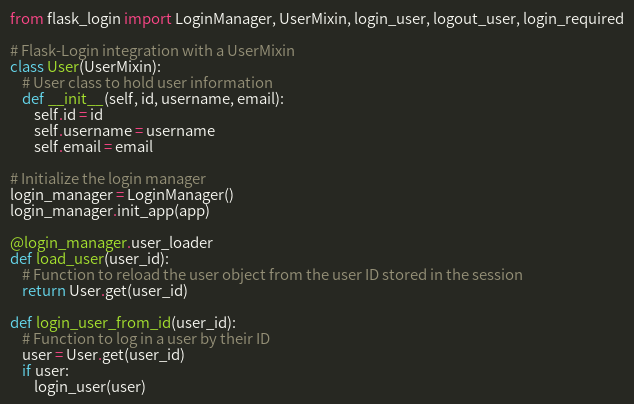 from flask_login import LoginManager, UserMixin, login_user, logout_user, login_required

# Flask-Login integration with a UserMixin
class User(UserMixin):
    # User class to hold user information
    def __init__(self, id, username, email):
        self.id = id
        self.username = username
        self.email = email

# Initialize the login manager
login_manager = LoginManager()
login_manager.init_app(app)

@login_manager.user_loader
def load_user(user_id):
    # Function to reload the user object from the user ID stored in the session
    return User.get(user_id)

def login_user_from_id(user_id):
    # Function to log in a user by their ID
    user = User.get(user_id)
    if user:
        login_user(user)